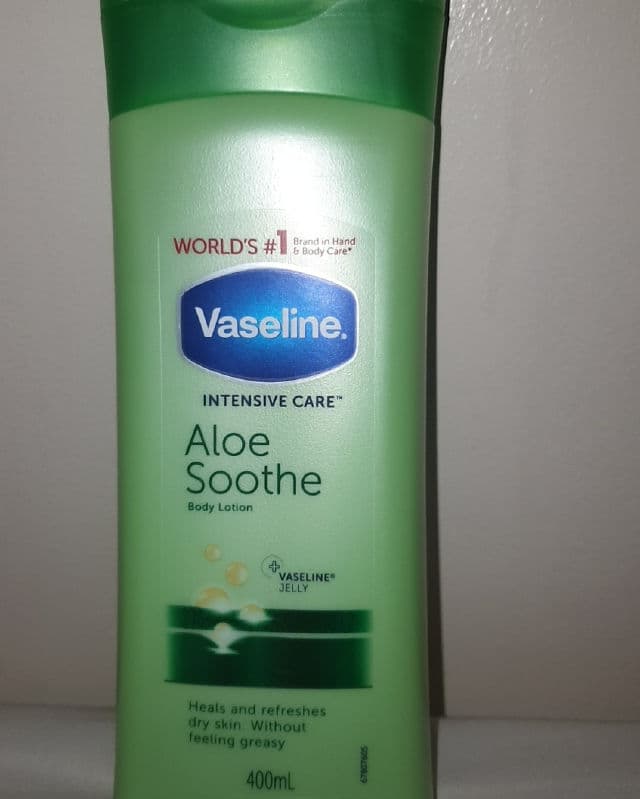 WORLD'S #1 Brand in Hand
& Body Care*
Vaseline.
INTENSIVE CARE™
Aloe
Soothe
Body Lotion
VASELINE®
JELLY
Heals and refreshes
dry skin. Without
feeling greasy
400mL
67807605